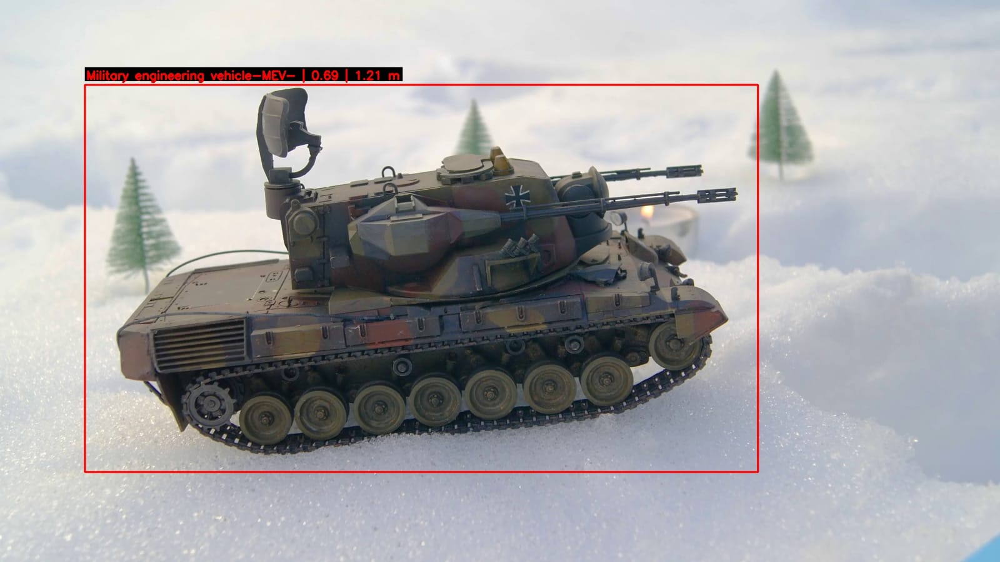 Military engineering vehicle-MEV- | 0.69 | 1.21 m